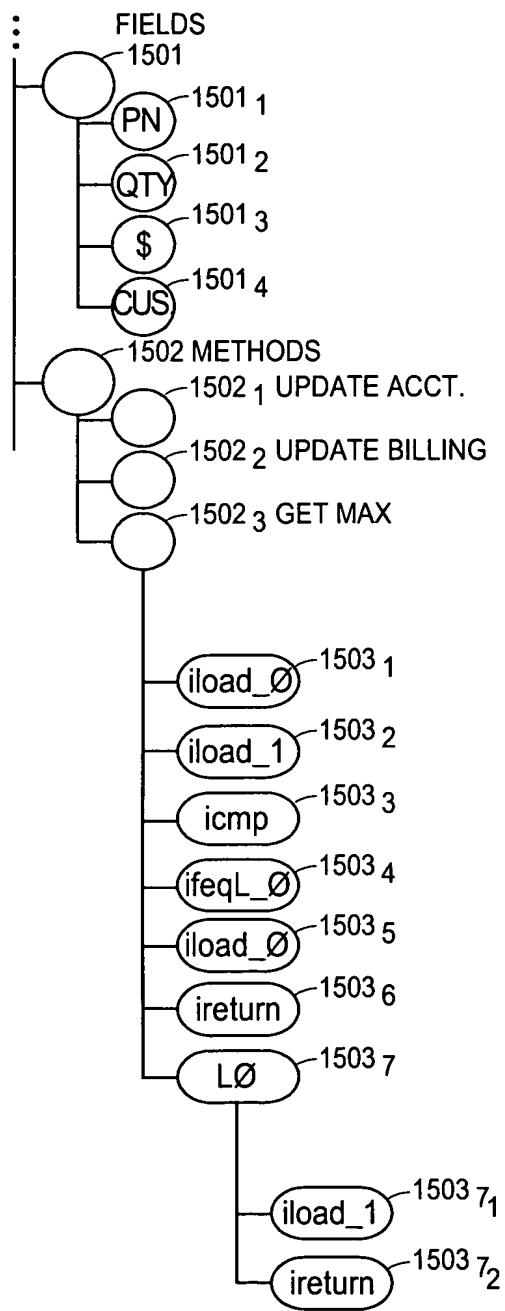 FIELDS
1501
PN 1501 1
QTY 1501 2
$ 1501 3
CUS. 1501 4
1502 METHODS
1502 1 UPDATE ACCT.
1502 2 UPDATE BILLING
1502 3 GET MAX
iload_Ø 1503 1
iload_1 1503 2
icmp 1503 3
ifeqL_Ø 1503 4
iload_Ø 1503 5
ireturn 1503 6
LØ 1503 7
iload_1 1503 7 1
ireturn 1503 7 2